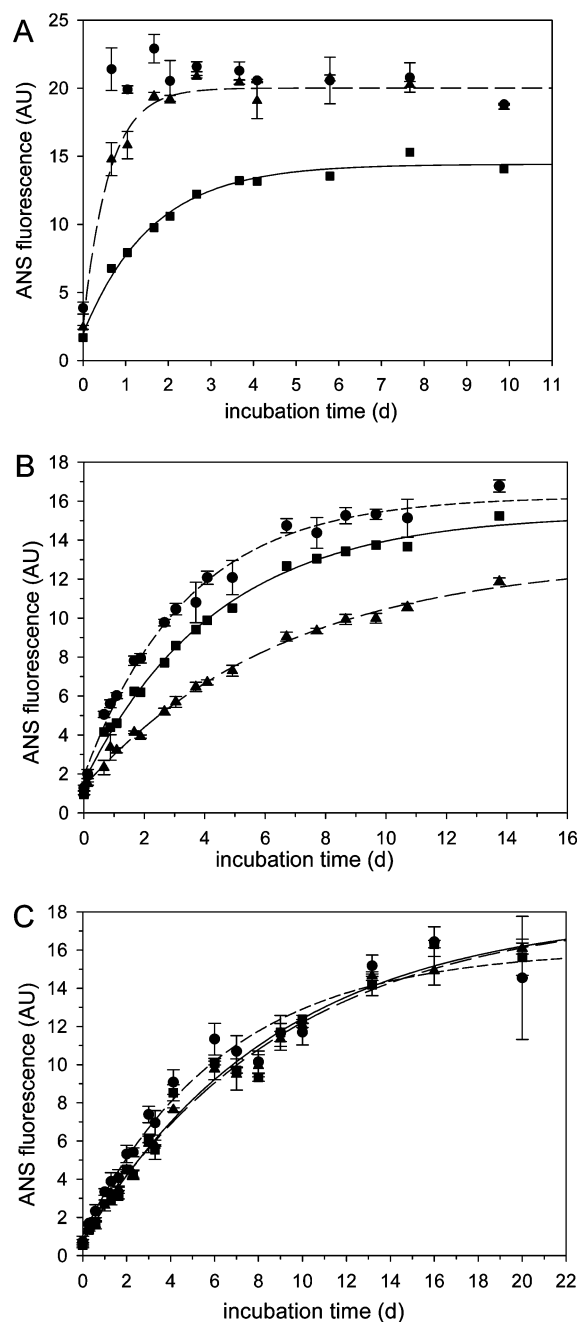 A
25
20
15
10
5
0
ANS fluorescence (AU)
0 1 2 3 4 5 6 7 8 9 10 11
incubation time (d)
B
18
16
14
12
10
8
6
4
2
0
ANS fluorescence (AU)
0 2 4 6 8 10 12 14 16
incubation time (d)
C
18
16
14
12
10
8
6
4
2
0
ANS fluorescence (AU)
0 2 4 6 8 10 12 14 16 18 20 22
incubation time (d)